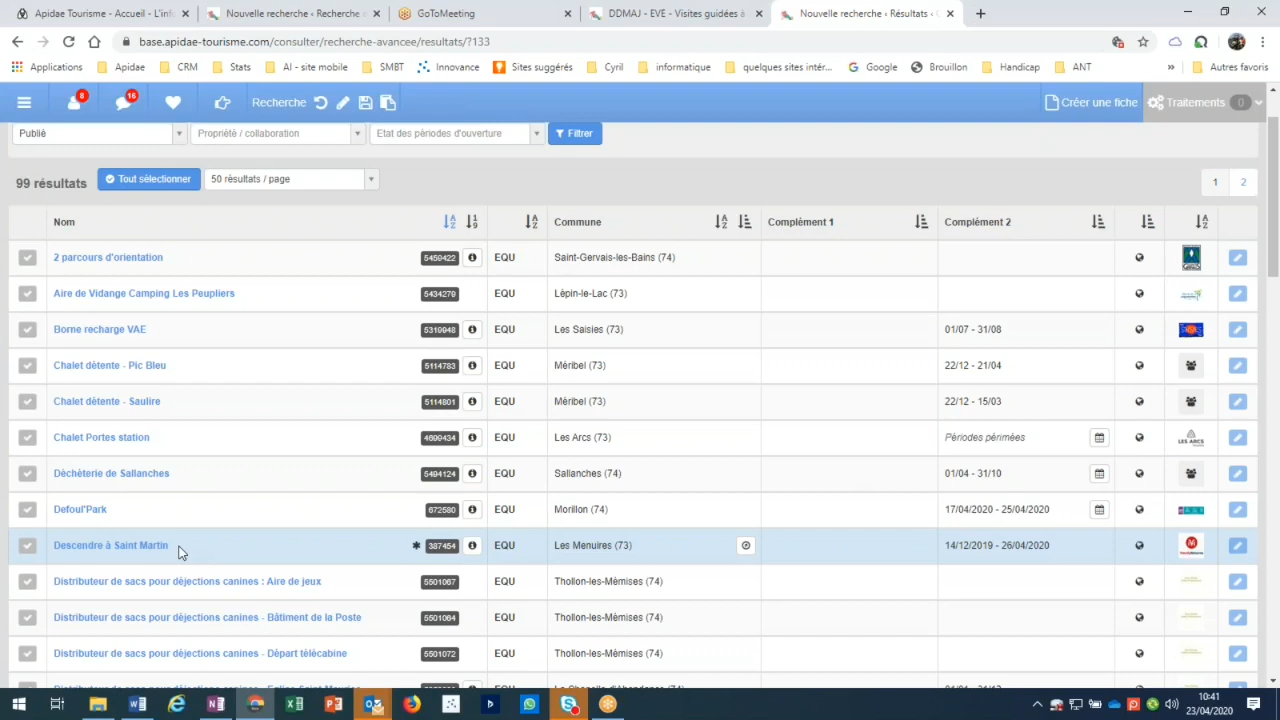 Apidae Tourisme - Accueil - L'inf
Nouvelle recherche ‹ Recherche
GoToMeeting
DDMAJ - EVE - Visites guidées à
Nouvelle recherche ‹ Résultats ‹
base.apidae-tourisme.com/consulter/recherche-avancee/resultats/?133
Applications
Apidae
CRM
Stats
AI - site mobile
SMBT
Innovance
Sites suggérés
Cyril
informatique
quelques sites intér...
Google
Brouillon
Handicap
ANT
»
Autres favoris
8
16
Recherche
Créer une fiche
Traitements 0
Publié
Propriété / collaboration
Etat des périodes d'ouverture
Filtrer
99 résultats
Tout sélectionner
50 résultats / page
1 2
Nom Commune Complément 1 Complément 2
2 parcours d'orientation 5459422 EQU Saint-Gervais-les-Bains (74)
Aire de Vidange Camping Les Peupliers 5434279 EQU Lépin-le-Lac (73)
Borne recharge VAE 5319948 EQU Les Saisies (73) 01/07 - 31/08
Chalet détente - Pic Bleu 5114783 EQU Méribel (73) 22/12 - 21/04
Chalet détente - Saulire 5114801 EQU Méribel (73) 22/12 - 15/03
Chalet Portes station 4699434 EQU Les Arcs (73) Périodes périmées LES ARCS
Déchèterie de Sallanches 5494124 EQU Sallanches (74) 01/04 - 31/10
Defoul'Park 672580 EQU Morillon (74) 17/04/2020 - 25/04/2020
Descendre à Saint Martin * 387454 EQU Les Menuires (73) 14/12/2019 - 26/04/2020
Distributeur de sacs pour déjections canines : Aire de jeux 5501067 EQU Thollon-les-Mémises (74)
Distributeur de sacs pour déjections canines - Bâtiment de la Poste 5501064 EQU Thollon-les-Mémises (74)
Distributeur de sacs pour déjections canines - Départ télécabine 5501072 EQU Thollon-les-Mémises (74)
10:41
23/04/2020